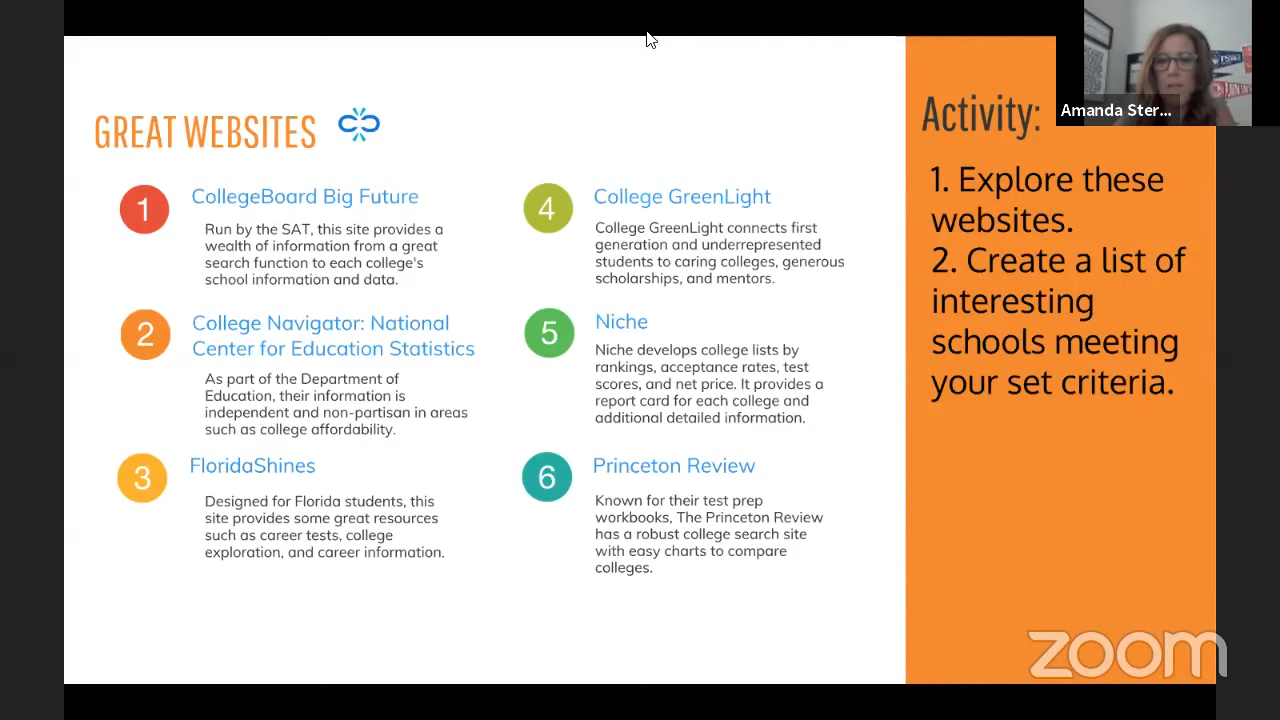 GREAT WEBSITES
1
CollegeBoard Big Future
Run by the SAT, this site provides a
wealth of information from a great
search function to each college's
school information and data.
2
College Navigator: National
Center for Education Statistics
As part of the Department of
Education, their information is
independent and non-partisan in areas
such as college affordability.
3
FloridaShines
Designed for Florida students, this
site provides some great resources
such as career tests, college
exploration, and career information.
4
College GreenLight
College GreenLight connects first
generation and underrepresented
students to caring colleges, generous
scholarships, and mentors.
5
Niche
Niche develops college lists by
rankings, acceptance rates, test
scores, and net price. It provides a
report card for each college and
additional detailed information.
6
Princeton Review
Known for their test prep
workbooks, The Princeton Review
has a robust college search site
with easy charts to compare
colleges.
Activity:
1. Explore these
websites.
2. Create a list of
interesting
schools meeting
your set criteria.
Amanda Ster...
zoom